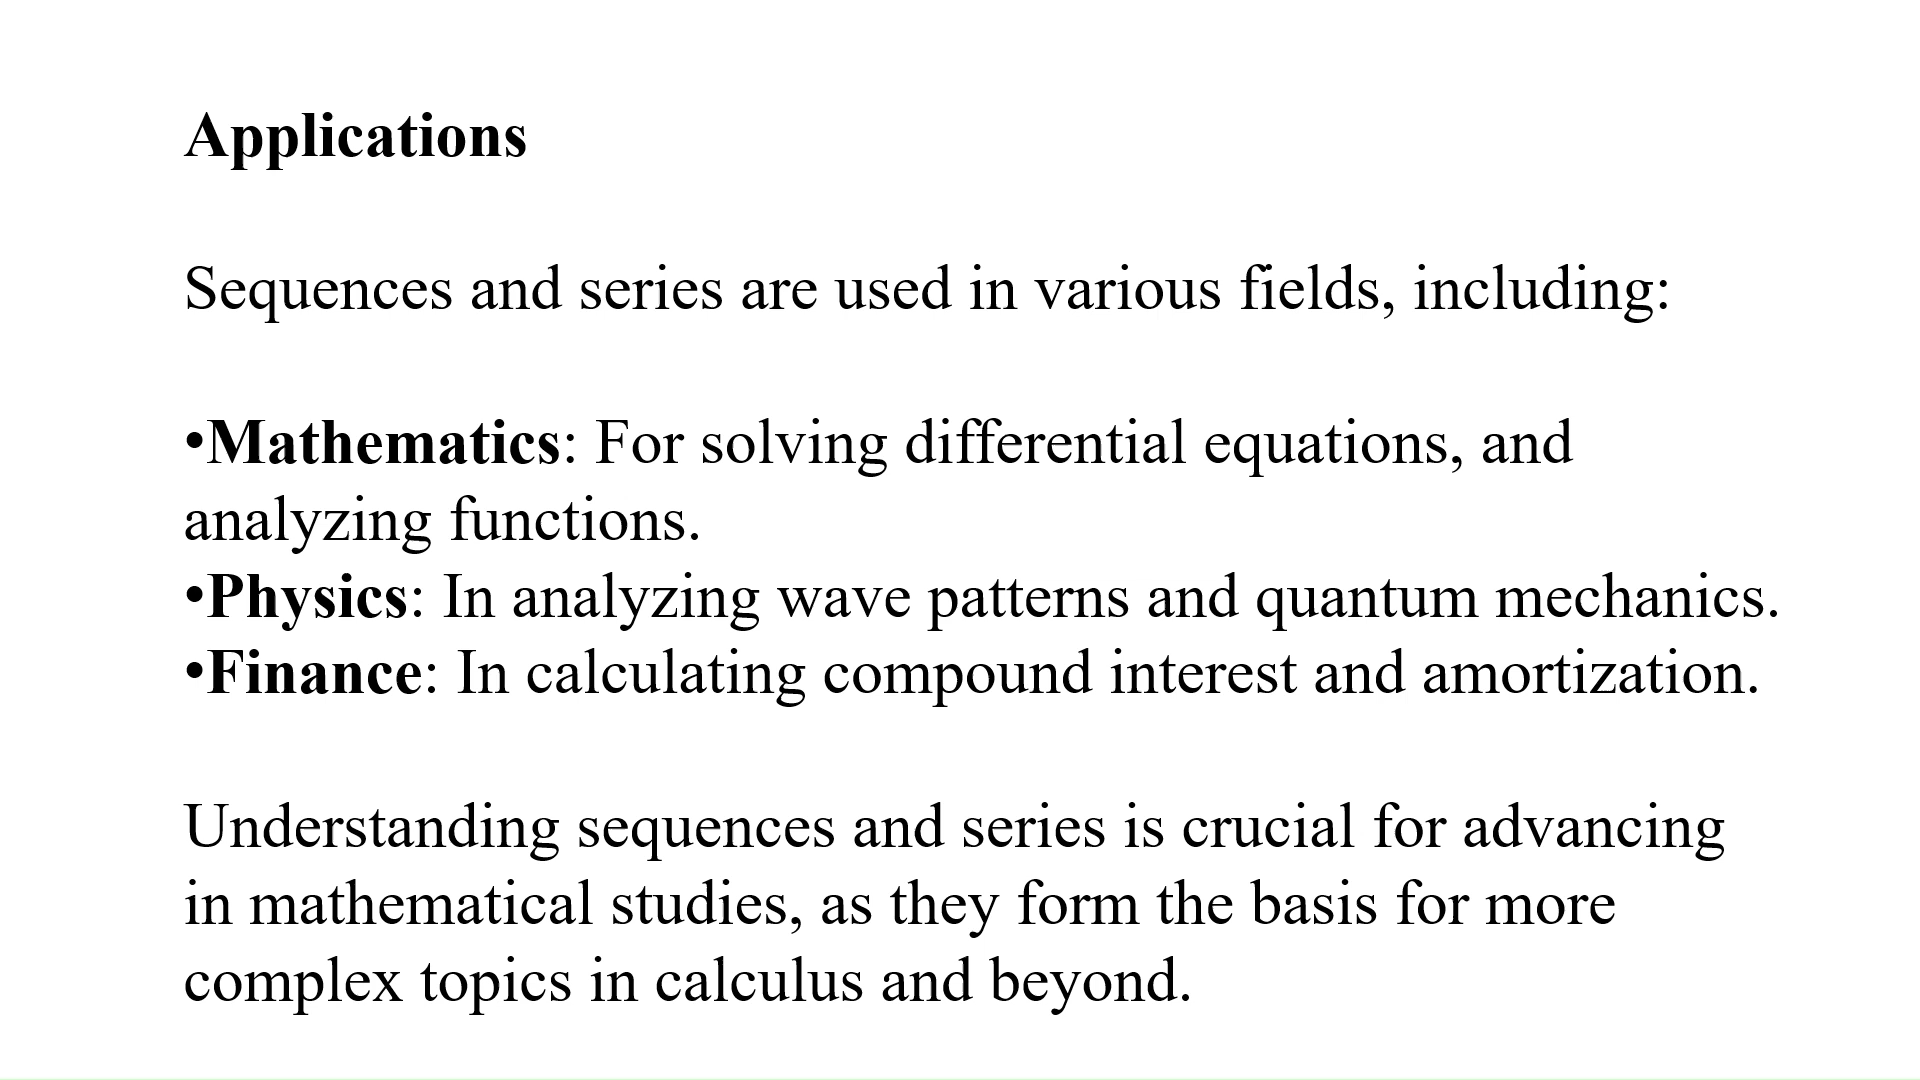 Applications
Sequences and series are used in various fields, including:
•Mathematics: For solving differential equations, and
analyzing functions.
•Physics: In analyzing wave patterns and quantum mechanics.
•Finance: In calculating compound interest and amortization.
Understanding sequences and series is crucial for advancing
in mathematical studies, as they form the basis for more
complex topics in calculus and beyond.